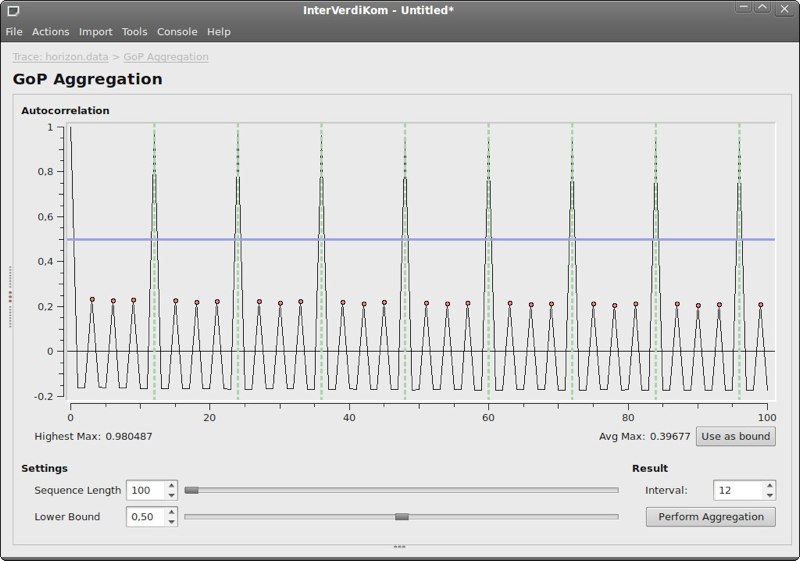 InterVerdiKom - Untitled*
File Actions Import Tools Console Help
Trace: horizon.data > GoP Aggregation
GoP Aggregation
Autocorrelation
1
0,8
0,6
0,4
0,2
0
-0,2
0 20 40 60 80 100
Highest Max: 0.980487 Avg Max: 0.39677 Use as bound
Settings Result
Sequence Length 100 Interval: 12
Lower Bound 0,50 Perform Aggregation